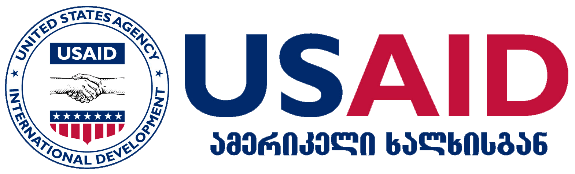 UNITED STATES AGENCY
USAID
INTERNATIONAL DEVELOPMENT
USAID
ამერიკელი ხალხისგან